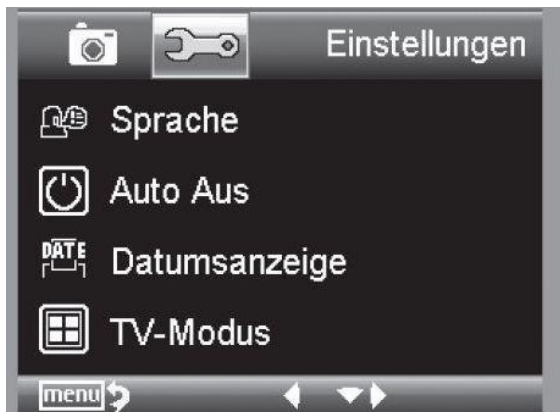 Einstellungen
Sprache
Auto Aus
DATE
Datumsanzeige
TV-Modus
menu